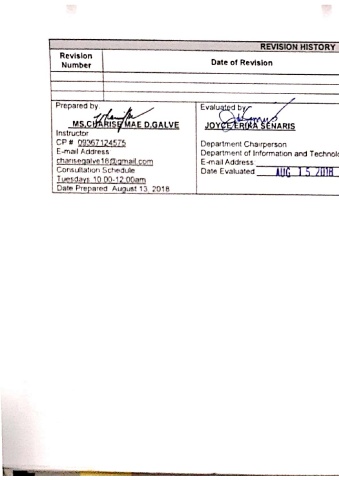 REVISION HISTORY
Revision Number
Date of Revision
Prepared by
MS.CHARISE MAE D.GALVE
Instructor
CP # 09367124575
E-mail Address
charisegalve18@gmail.com
Consultation Schedule
Tuesdays 10:00-12:00am
Date Prepared August 13, 2018
Evaluated by
JOYCE ERIKA SENARIS
Department Chairperson
Department of Information and Technolo
E-mail Address
Date Evaluated AUG 15 2018